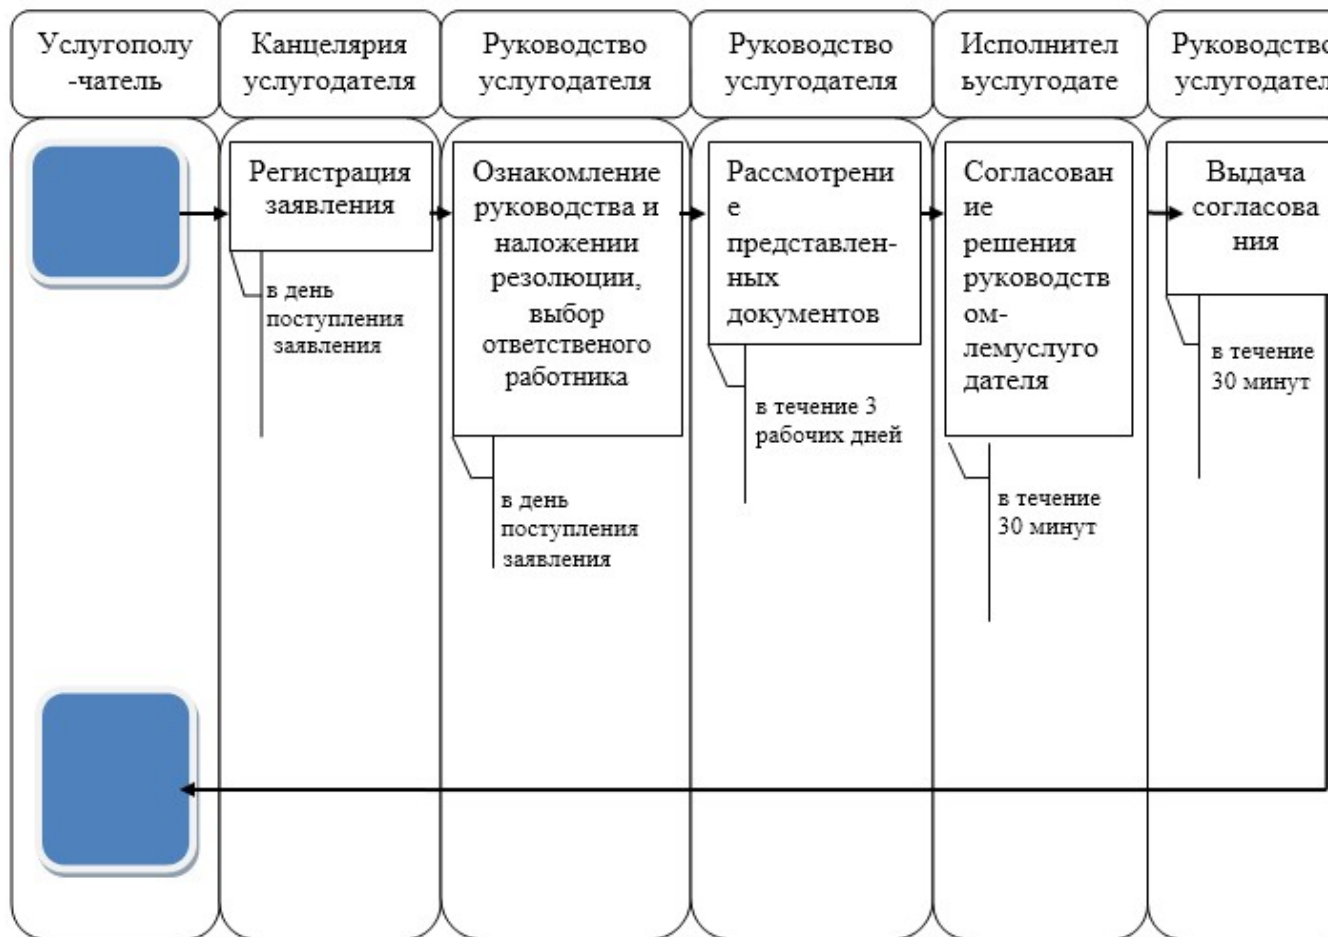 Услугополу
-чатель
Канцелярия
услугодателя
Руководство
услугодателя
Руководство
услугодателя
Исполнител
ьуслугодате
Руководство
услугодател
Регистрация
заявления
в день
поступления
заявления
Ознакомление
руководства и
наложении
резолюции,
выбор
ответственого
работника
в день
поступления
заявления
Рассмотрени
е
представлен-
ных
документов
в течение 3
рабочих дней
Согласован
ие
решения
руководств
ом-
лемуслуго
дателя
в течение
30 минут
Выдача
согласова
ния
в течение
30 минут